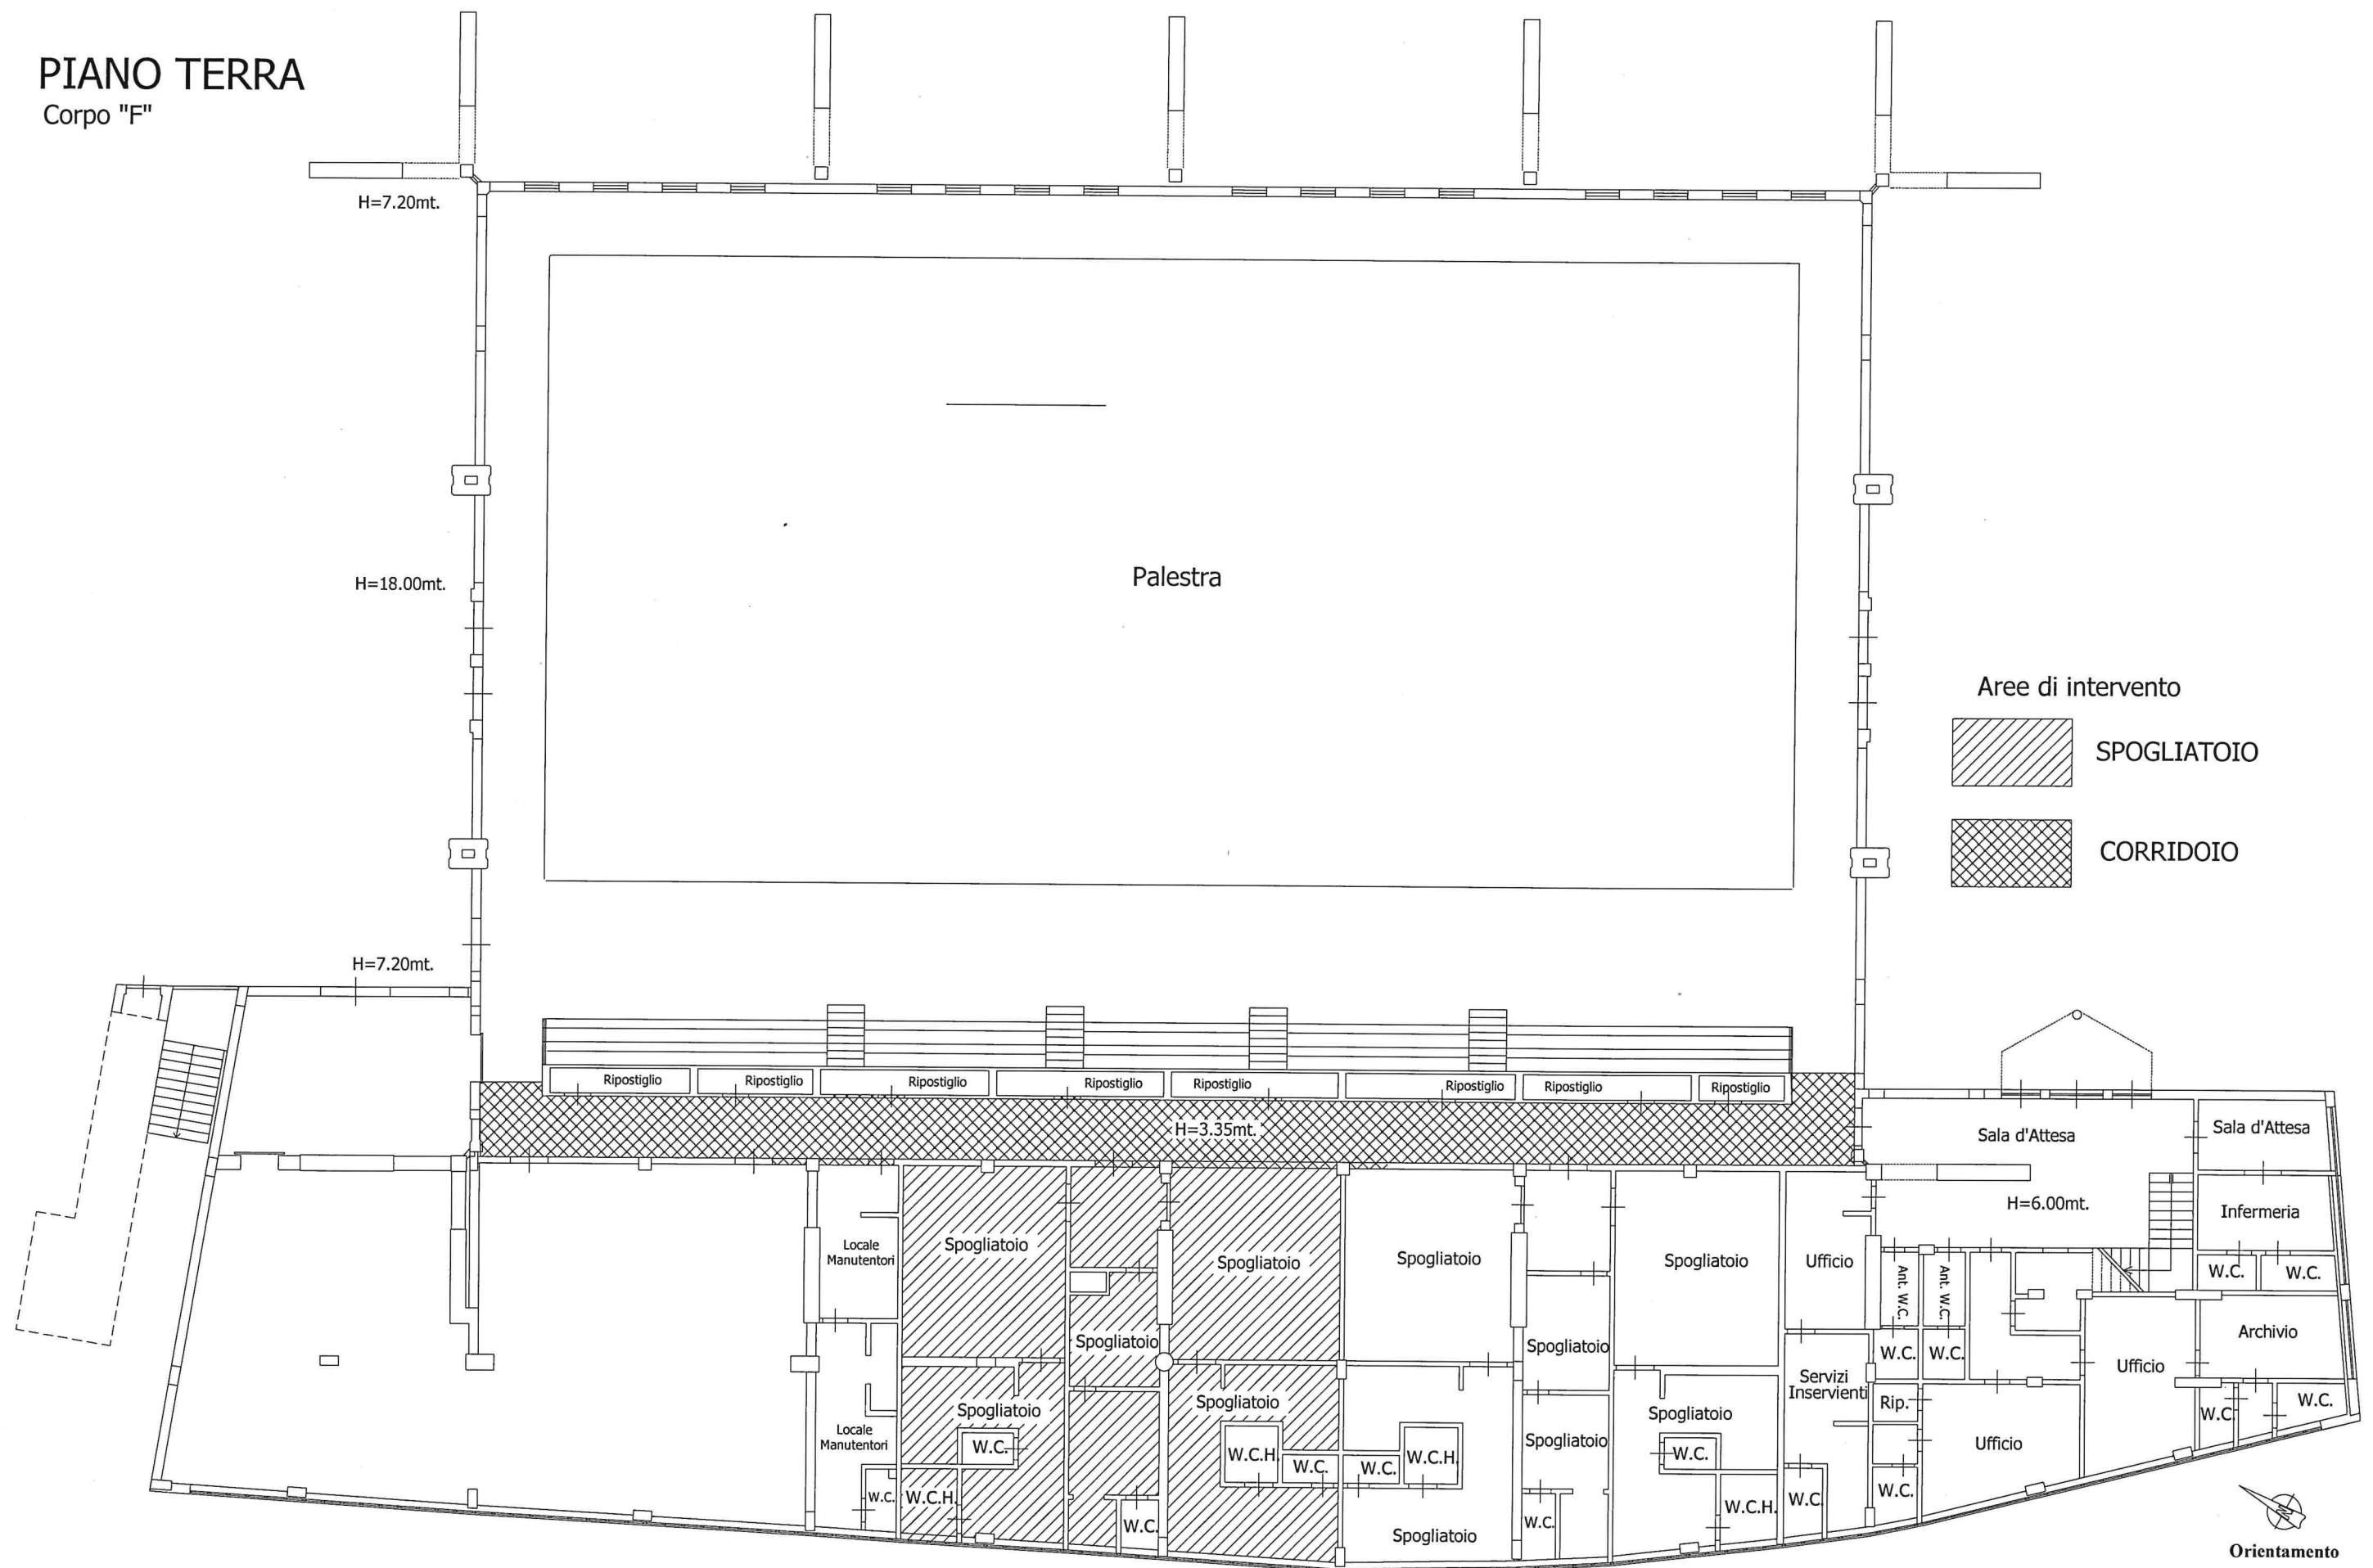 PIANO TERRA
Corpo "F"
H=7.20mt.
H=18.00mt.
Palestra
Aree di intervento
SPOGLIATOIO
CORRIDOIO
H=7.20mt.
Ripostiglio
Ripostiglio
Ripostiglio
Ripostiglio
Ripostiglio
Ripostiglio
Ripostiglio
Ripostiglio
H=3.35mt.
Sala d'Attesa
Sala d'Attesa
H=6.00mt.
Infermeria
Locale
Manutentori
Spogliatoio
Spogliatoio
Spogliatoio
Spogliatoio
Ufficio
Ant. W.C.
Ant. W.C.
W.C.
W.C.
Spogliatoio
Spogliatoio
Archivio
W.C.
W.C.
Ufficio
Servizi
Inservienti
Locale
Manutentori
Spogliatoio
Spogliatoio
Spogliatoio
Spogliatoio
Rip.
W.C.
W.C.
Ufficio
W.C.
W.C.H.
W.C.
W.C.
W.C.H.
W.C.
W.C.
W.C.H.
W.C.
Spogliatoio
W.C.
W.C.H.
W.C.
W.C.
Orientamento